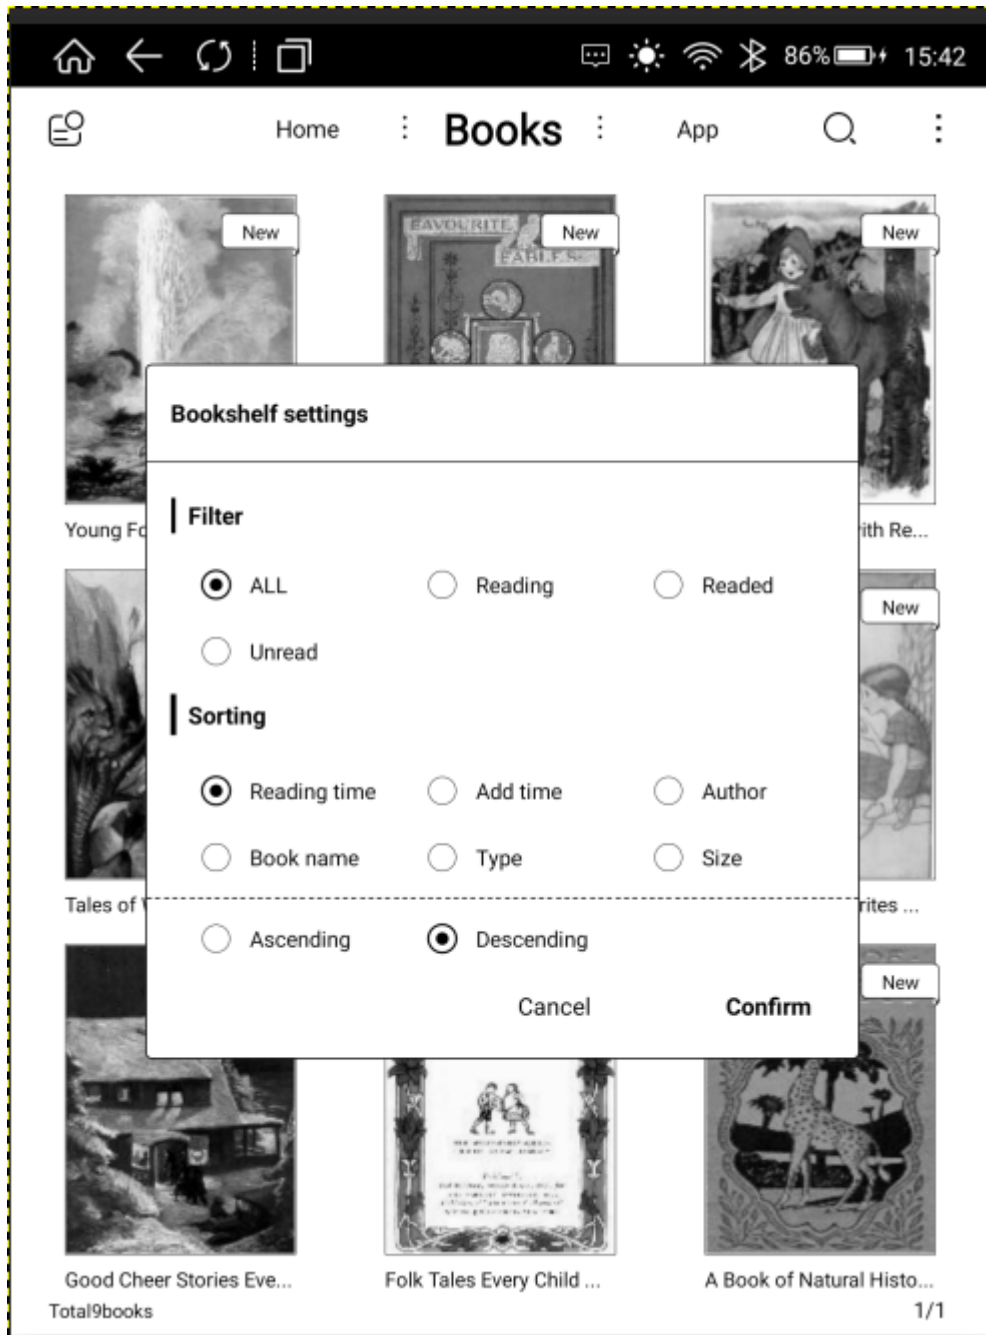 86% 15:42
Home Books App
New New New
FAVOURITE
FABLES
Bookshelf settings
Filter
Young Fo ith Re...
ALL Reading Readed
New
Unread
Sorting
Reading time Add time Author
Book name Type Size
Tales of rites ...
Ascending Descending
New
Cancel Confirm
Good Cheer Stories Eve... Folk Tales Every Child ... A Book of Natural Histo...
Total9books 1/1